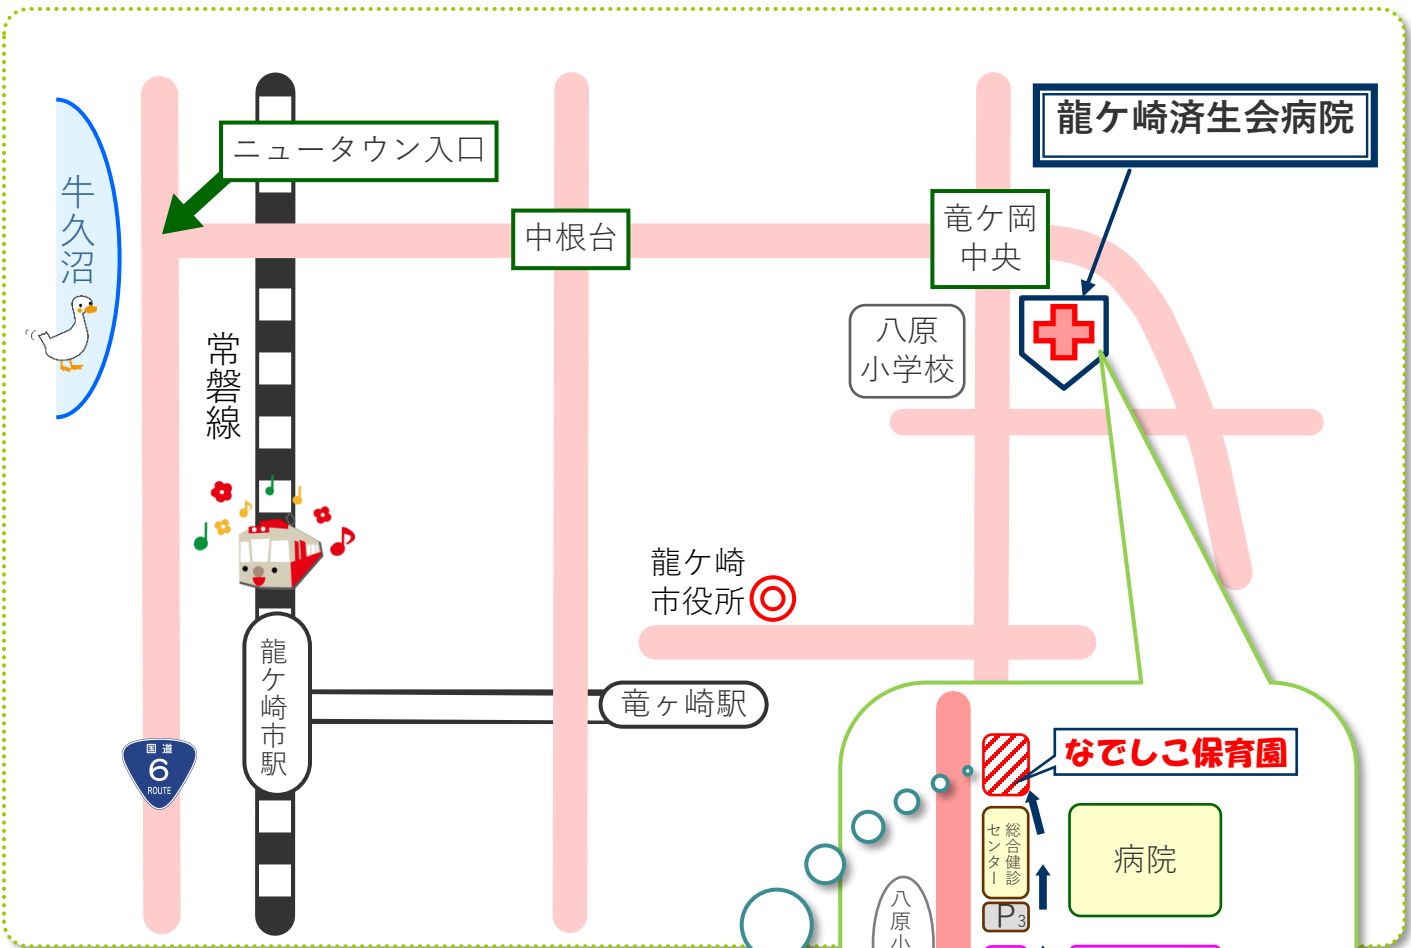 龍ケ崎済生会病院
ニュータウン入口
牛久沼
中根台
竜ケ岡
中央
八原
小学校
常磐線
龍ケ崎
市役所
龍ケ崎市駅
竜ヶ崎駅
国道
6
ROUTE
なでしこ保育園
総合健診
センター
病院
P3
八原小